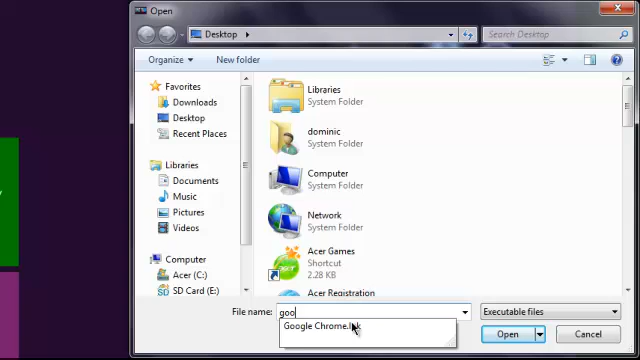 Open
Desktop
Search Desktop
Organize
New folder
Favorites
Downloads
Desktop
Recent Places
Libraries
Documents
Music
Pictures
Videos
Computer
Acer (C:)
SD Card (E:)
Libraries
System Folder
dominic
System Folder
Computer
System Folder
Network
System Folder
Acer Games
Shortcut
2.28 KB
Acer Registration
File name:
goo
Executable files
Google Chrome.lnk
Open
Cancel